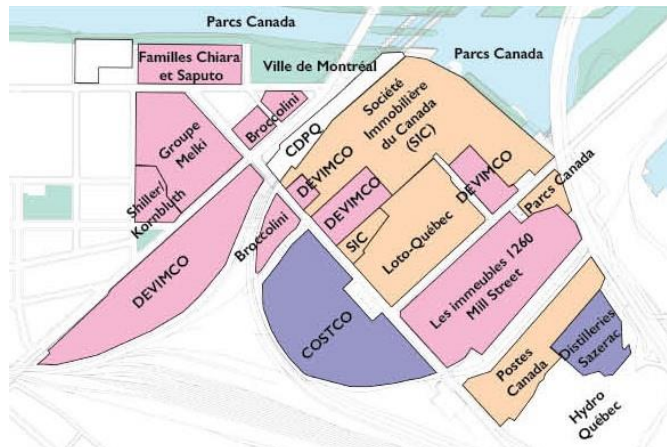 Parcs Canada
Parcs Canada
Familles Chiara
et Saputo
Ville de Montréal
Société
Immobilière
du Canada
(SIC)
Broccolini
CDPQ
Groupe
Melki
Shiller/
Kornbluth
DEVIMCO
DEVIMCO
DEVIMCO
Parcs Canada
DEVIMCO
Broccolini
SIC
Loto-Québec
Les immeubles 1260
Mill Street
COSTCO
Postes
Canada
Distilleries
Sazerac
Hydro
Québec